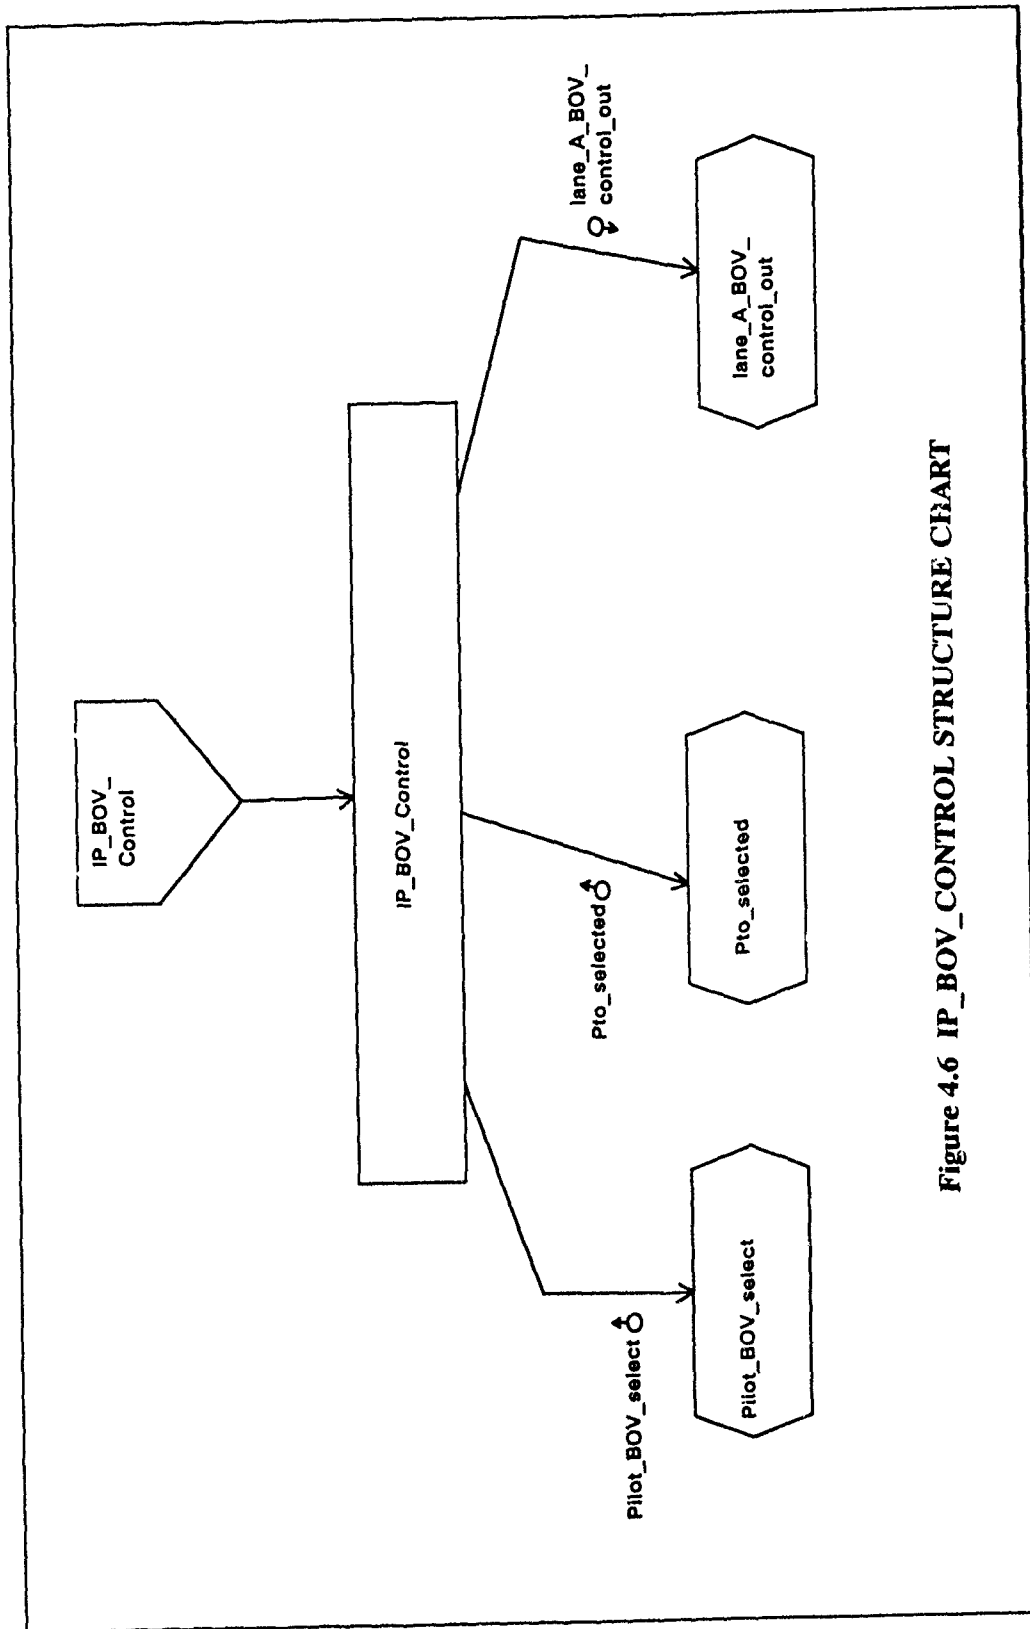 IP_BOV_
Control
IP_BOV_Control
Pilot_BOV_select
Pto_selected
lane_A_BOV_
control_out
Pilot_BOV_select
Pto_selected
lane_A_BOV_
control_out
Figure 4.6 IP_BOV_CONTROL STRUCTURE CHART